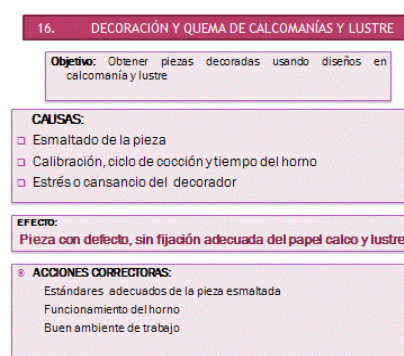 16. DECORACIÓN Y QUEMA DE CALCOMANÍAS Y LUSTRE
Objetivo: Obtener piezas decoradas usando diseños en
calcomanía y lustre
CAUSAS:
Esmaltado de la pieza
Calibración, ciclo de cocción y tiempo del horno
Estrés o cansancio del decorador
EFECTO:
Pieza con defecto, sin fijación adecuada del papel calco y lustre
ACCIONES CORRECTORAS:
Estándares adecuados de la pieza esmaltada
Funcionamiento del horno
Buen ambiente de trabajo